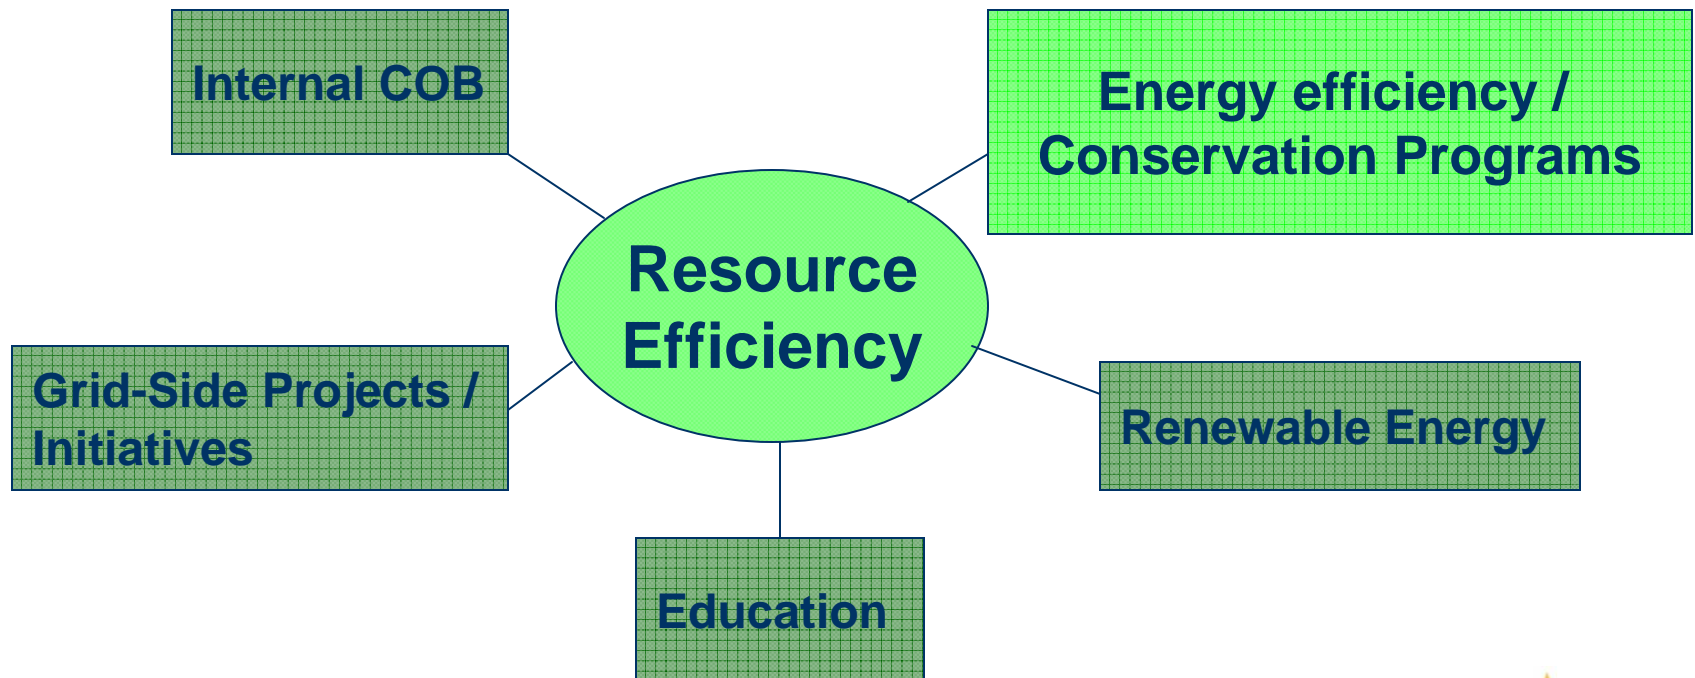 Internal COB
Energy efficiency /
Conservation Programs
Resource
Efficiency
Grid-Side Projects /
Initiatives
Renewable Energy
Education